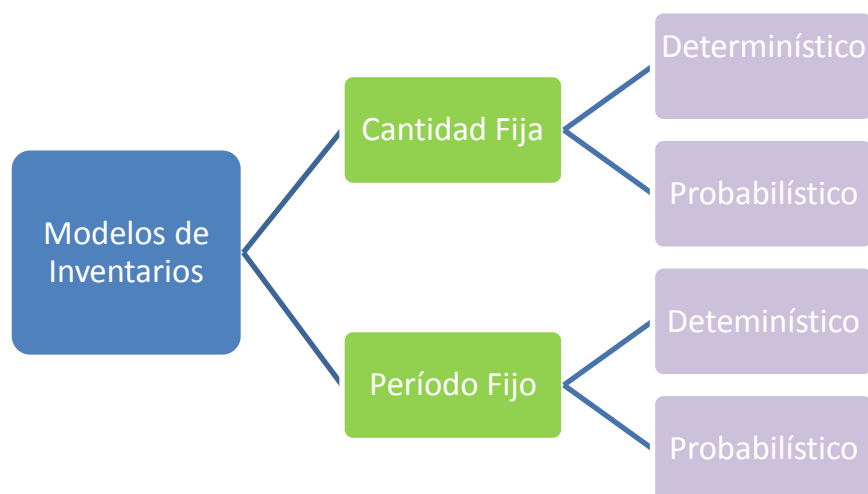 Modelos de
Inventarios
Cantidad Fija
Determinístico
Probabilístico
Período Fijo
Deteminístico
Probabilístico